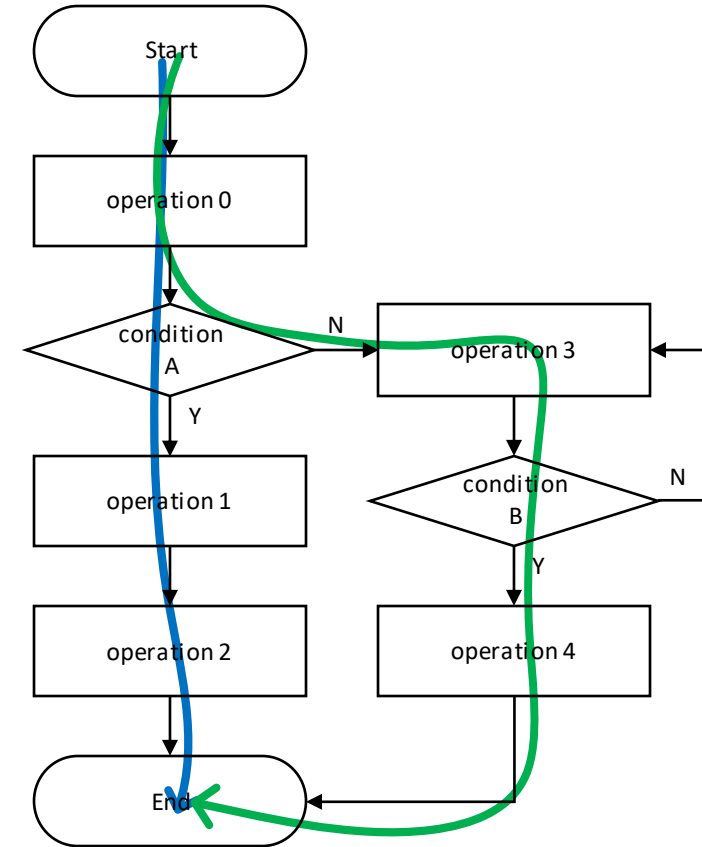 Start
operation 0
condition
A
N
operation 3
Y
operation 1
condition
B
N
Y
operation 2
operation 4
End